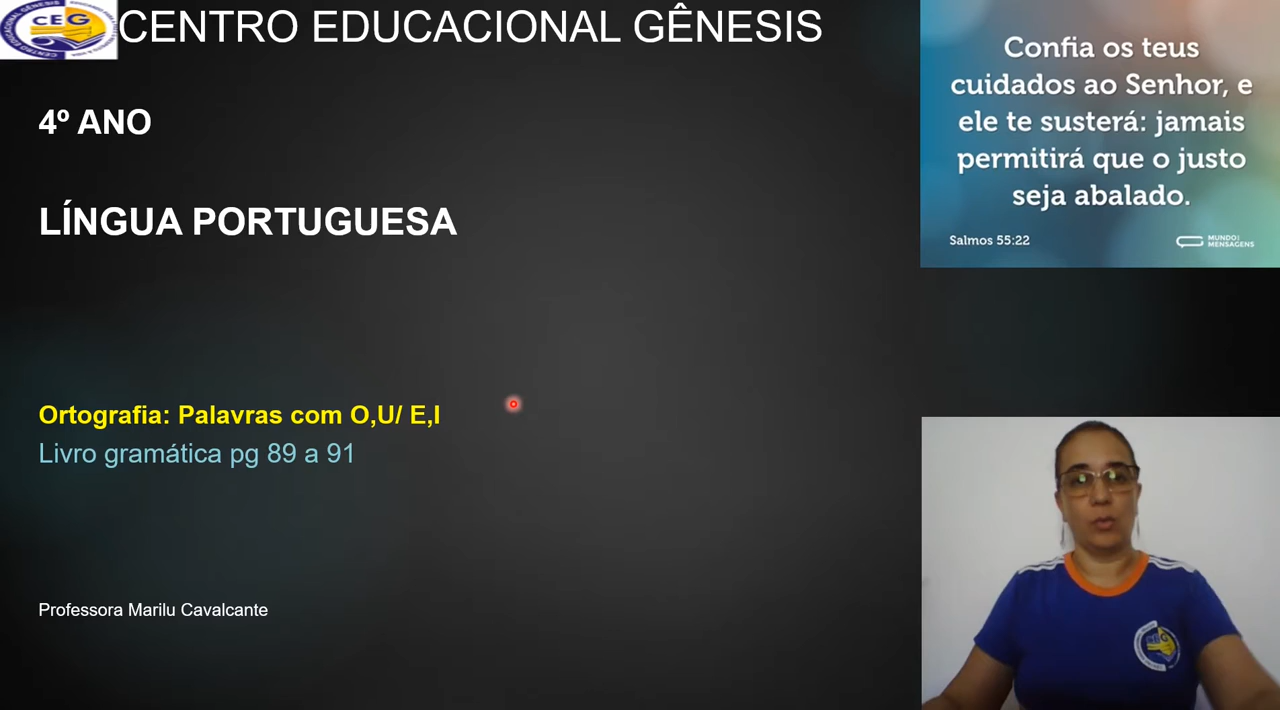 CEG
CENTRO EDUCACIONAL GÊNESIS
4º ANO
LÍNGUA PORTUGUESA
Ortografia: Palavras com O,U/ E,I
Livro gramática pg 89 a 91
Professora Marilu Cavalcante
Confia os teus
cuidados ao Senhor, e
ele te susterá: jamais
permitirá que o justo
seja abalado.
Salmos 55:22
MUNDO DAS
MENSAGENS
CEG